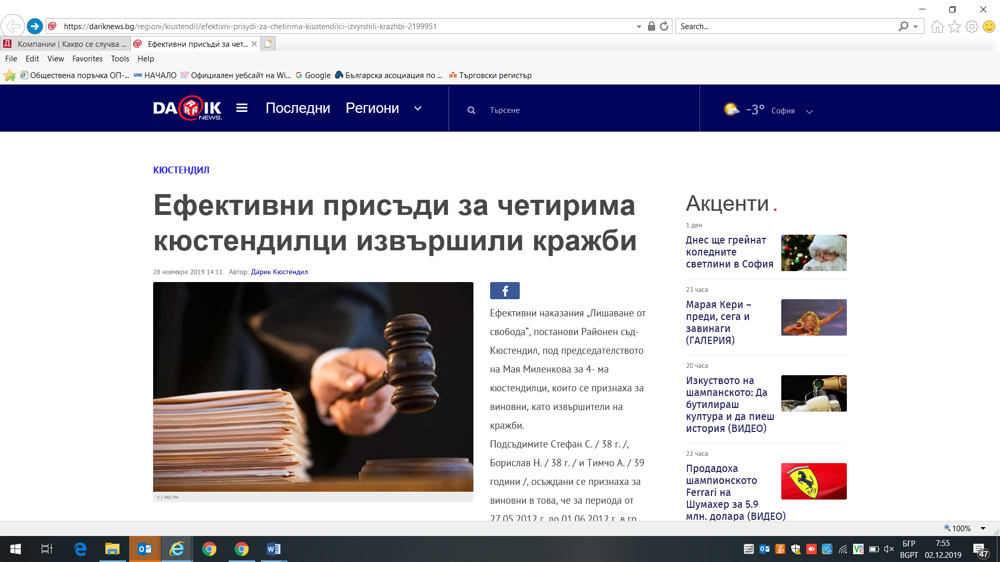 https://dariknews.bg/regioni/kiustendil/efektivni-prisydi-za-chetirima-kiustendilci-izvyrshili-krazhbi-2199951
Search...
Компании | Какво се случва ...
Ефективни присъди за чет...
File Edit View Favorites Tools Help
Обществена поръчка ОП-...
НАЧАЛО
Официален уебсайт на Wi...
Google
Българска асоциация по ...
Търговски регистър
DARIK NEWS.
Последни
Региони
Търсене
-3° София
КЮСТЕНДИЛ
Ефективни присъди за четирима
кюстендилци извършили кражби
28 ноември 2019 14:11 Автор: Дарик Кюстендил
c / sxc.hu
Ефективни наказания „Лишаване от
свобода“, постанови Районен съд-
Кюстендил, под председателството
на Мая Миленкова за 4- ма
кюстендилци, които се признаха за
виновни, като извършители на
кражби.
Подсъдимите Стефан С. / 38 г. /,
Борислав Н. / 38 г. / и Тимчо А. / 39
години /, осъждани се признаха за
виновни в това, че за периода от
27.05.2012 г. до 01.06.2012 г. в гр.
Акценти .
1 ден
Днес ще грейнат
коледните
светлини в София
23 часа
Марая Кери –
преди, сега и
завинаги
(ГАЛЕРИЯ)
20 часа
Изкуството на
шампанското: Да
бутилираш
култура и да пиеш
история (ВИДЕО)
22 часа
Продадоха
шампионското
Ferrari на
Шумахер за 5.9
млн. долара (ВИДЕО)
100%
БГР
BGPT
7:55
02.12.2019
47